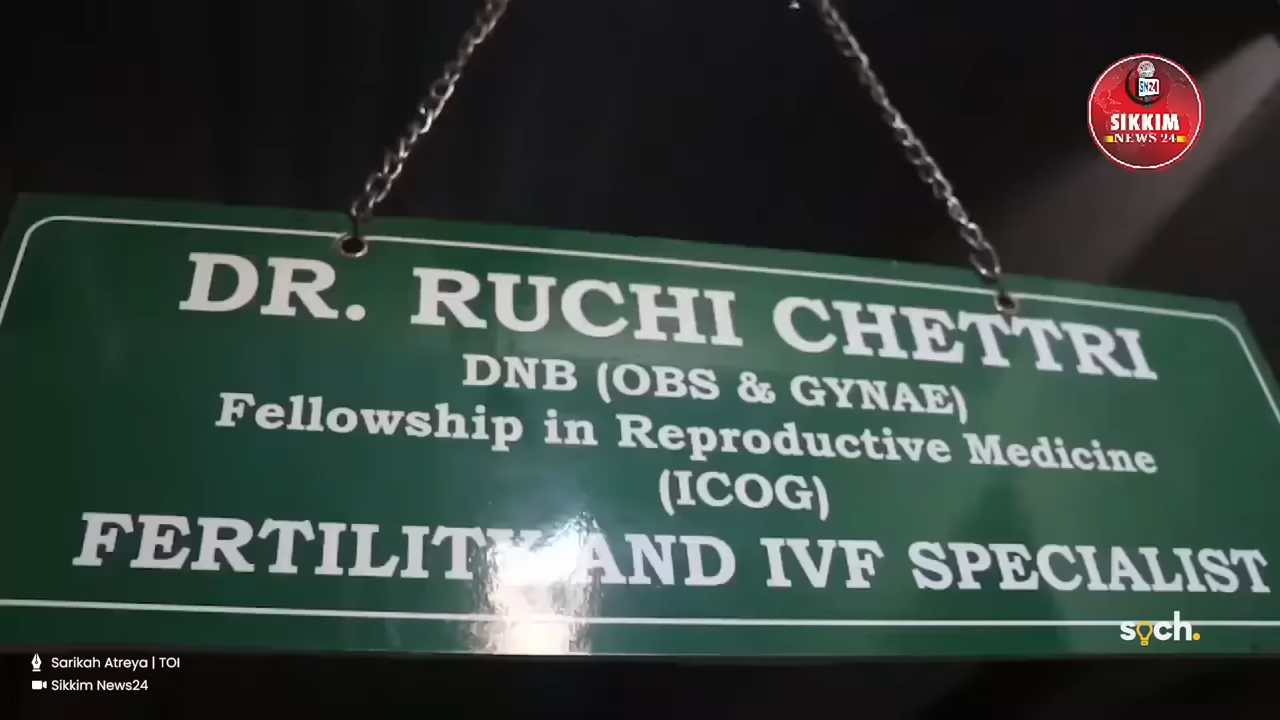 SN24
SIKKIM
NEWS 24
DR. RUCHI CHETTRI
DNB (OBS & GYNAE)
Fellowship in Reproductive Medicine
(ICOG)
FERTILITY AND IVF SPECIALIST
soch.
Sarikah Atreya | TOI
Sikkim News24